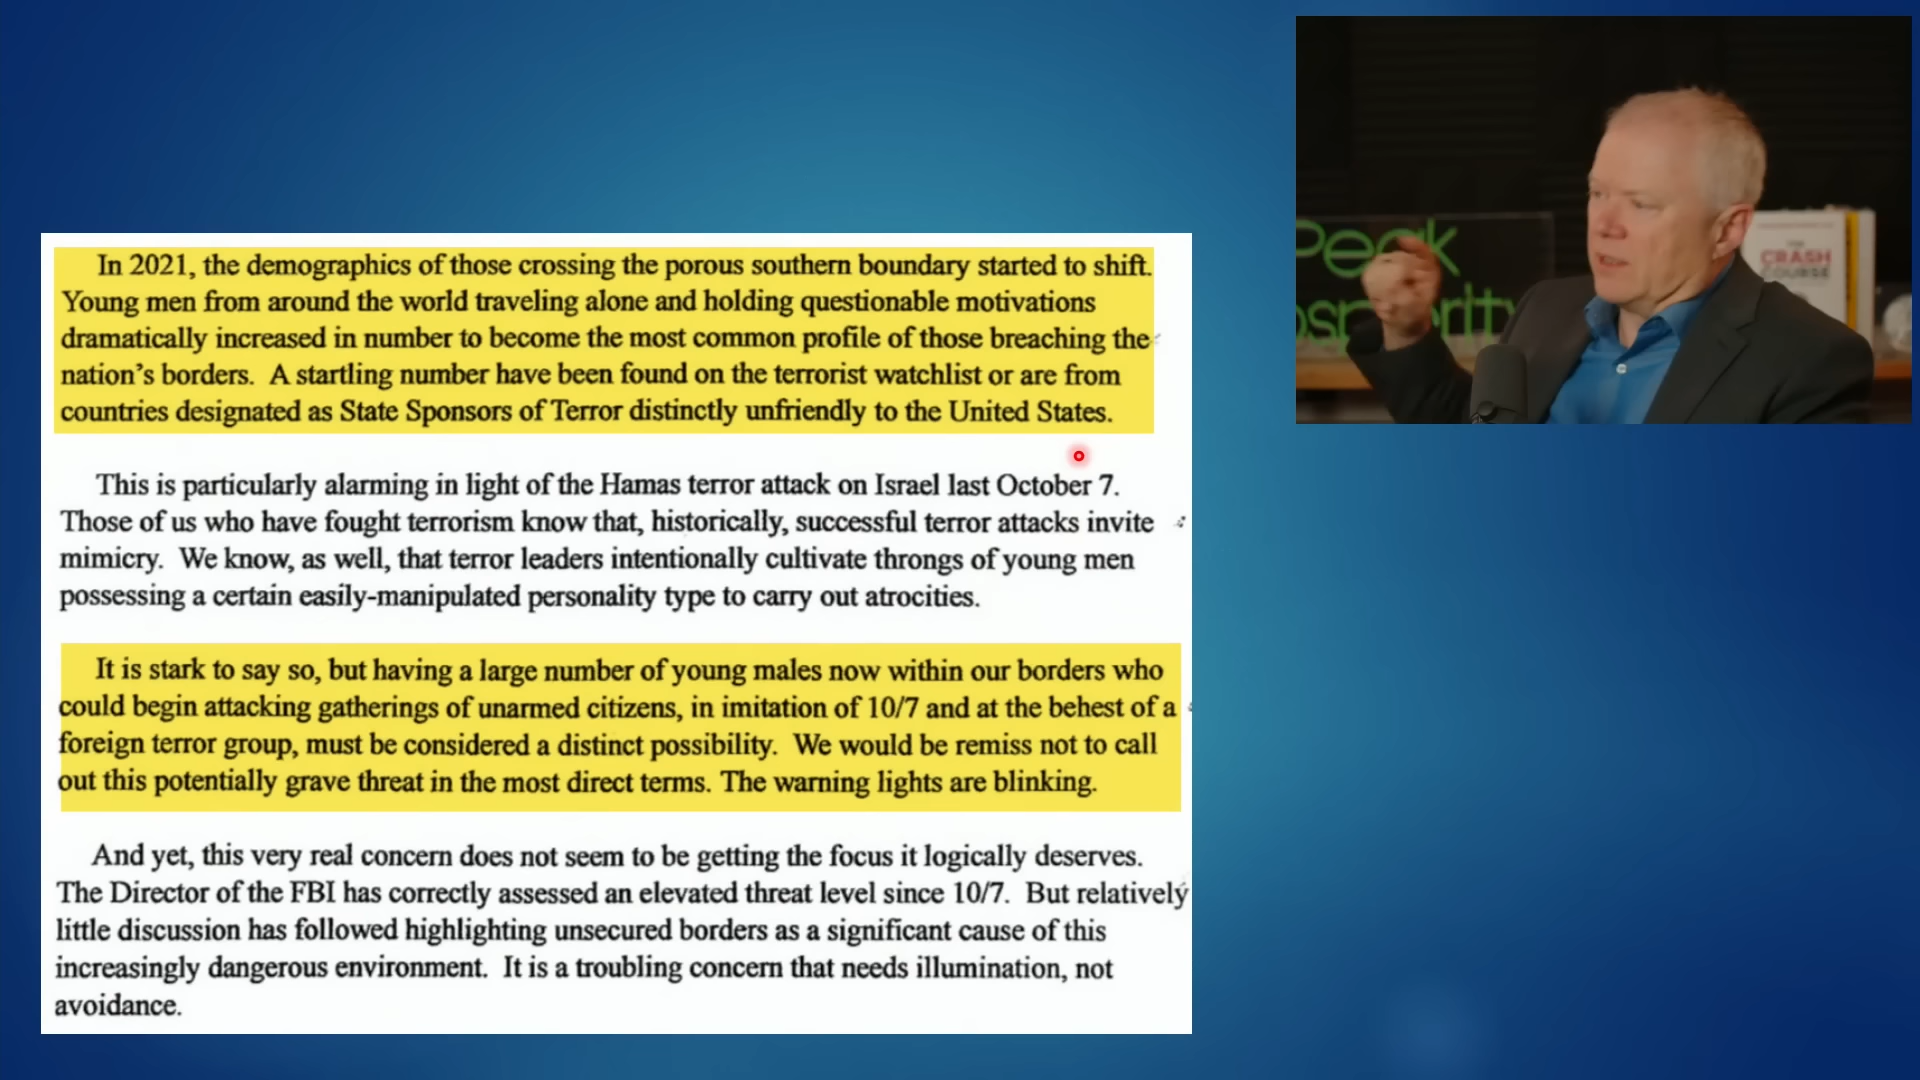 In 2021, the demographics of those crossing the porous southern boundary started to shift.
Young men from around the world traveling alone and holding questionable motivations
dramatically increased in number to become the most common profile of those breaching the
nation's borders.  A startling number have been found on the terrorist watchlist or are from
countries designated as State Sponsors of Terror distinctly unfriendly to the United States.
This is particularly alarming in light of the Hamas terror attack on Israel last October 7.
Those of us who have fought terrorism know that, historically, successful terror attacks invite
mimicry.  We know, as well, that terror leaders intentionally cultivate throngs of young men
possessing a certain easily-manipulated personality type to carry out atrocities.
It is stark to say so, but having a large number of young males now within our borders who
could begin attacking gatherings of unarmed citizens, in imitation of 10/7 and at the behest of a
foreign terror group, must be considered a distinct possibility.  We would be remiss not to call
out this potentially grave threat in the most direct terms. The warning lights are blinking.
And yet, this very real concern does not seem to be getting the focus it logically deserves.
The Director of the FBI has correctly assessed an elevated threat level since 10/7.  But relatively
little discussion has followed highlighting unsecured borders as a significant cause of this
increasingly dangerous environment.  It is a troubling concern that needs illumination, not
avoidance.
Peak
THE
CRASH
COURSE